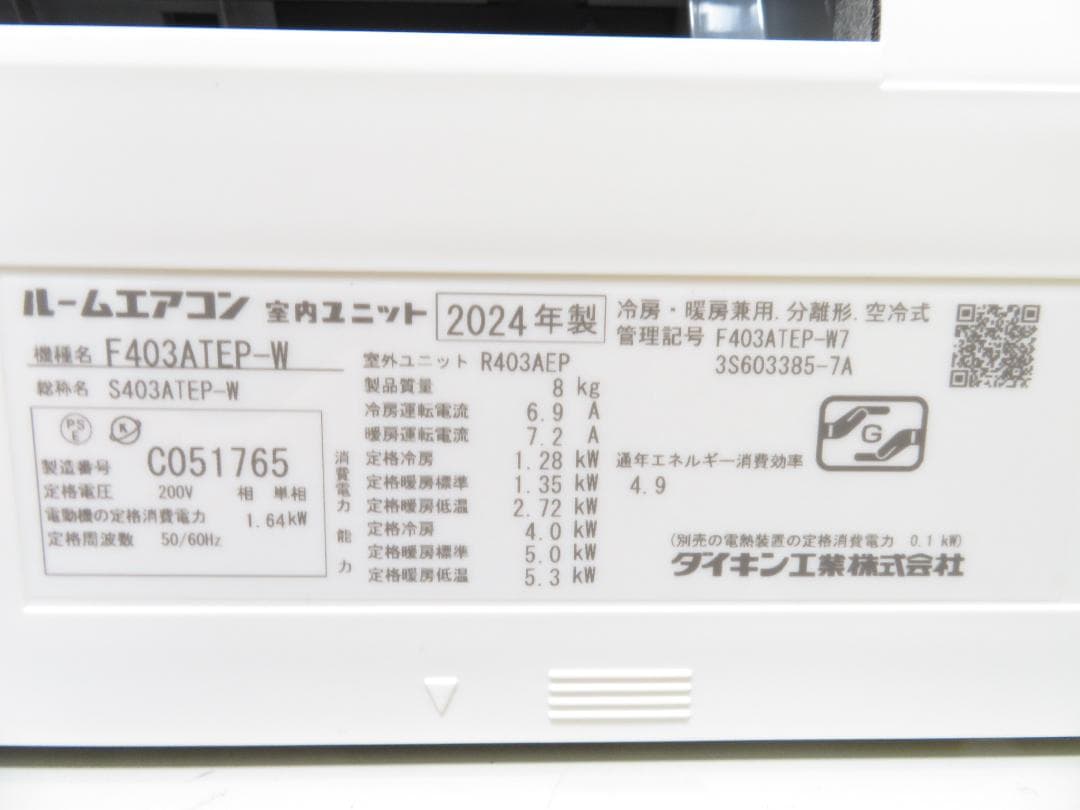 ルームエアコン 室内ユニット 2024年製
機種名 F403ATEP-W
総称名 S403ATEP-W
PS
E
製造番号 C051765
定格電圧 200V 相 単相
電動機の定格消費電力 1.64kW
定格周波数 50/60Hz
室外ユニット R403AEP
製品質量 8 kg
冷房運転電流 6.9 A
暖房運転電流 7.2 A
消費電力
定格冷房 1.28 kW
定格暖房標準 1.35 kW
定格暖房低温 2.72 kW
能力
定格冷房 4.0 kW
定格暖房標準 5.0 kW
定格暖房低温 5.3 kW
冷房・暖房兼用. 分離形. 空冷式
管理記号 F403ATEP-W7
3S603385-7A
G
通年エネルギー消費効率
4.9
(別売の電熱装置の定格消費電力 0.1 kW)
ダイキン工業株式会社